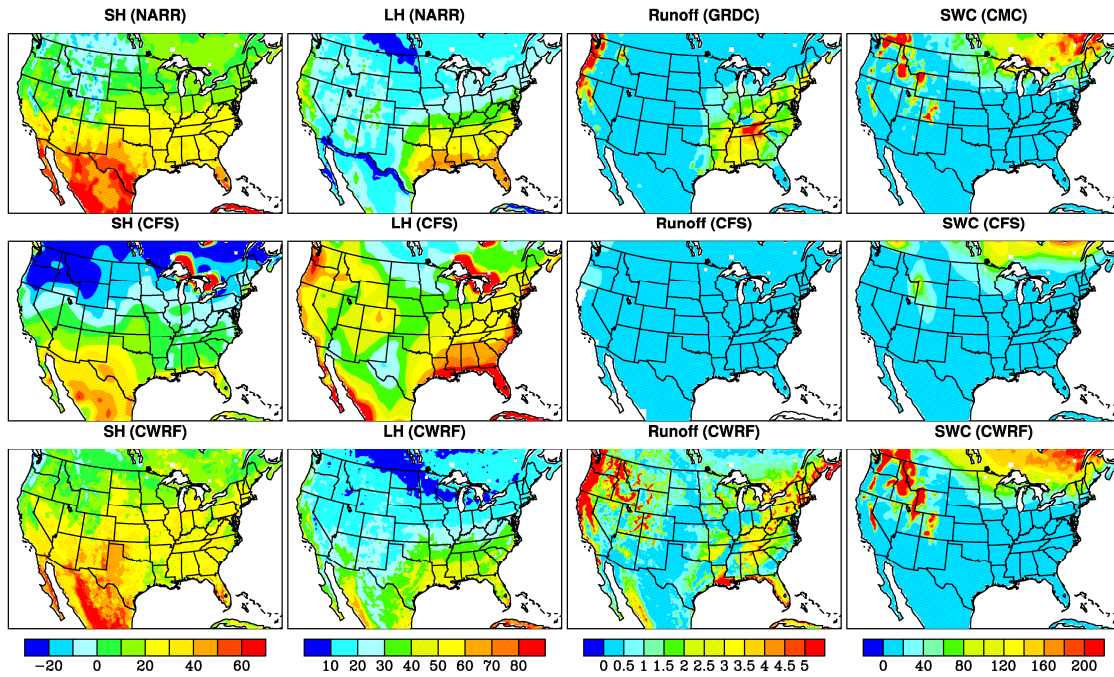 SH (NARR) LH (NARR) Runoff (GRDC) SWC (CMC)
SH (CFS) LH (CFS) Runoff (CFS) SWC (CFS)
SH (CWRF) LH (CWRF) Runoff (CWRF) SWC (CWRF)
−20 0 20 40 60 10 20 30 40 50 60 70 80 0 0.5 1 1.5 2 2.5 3 3.5 4 4.5 5 0 40 80 120 160 200